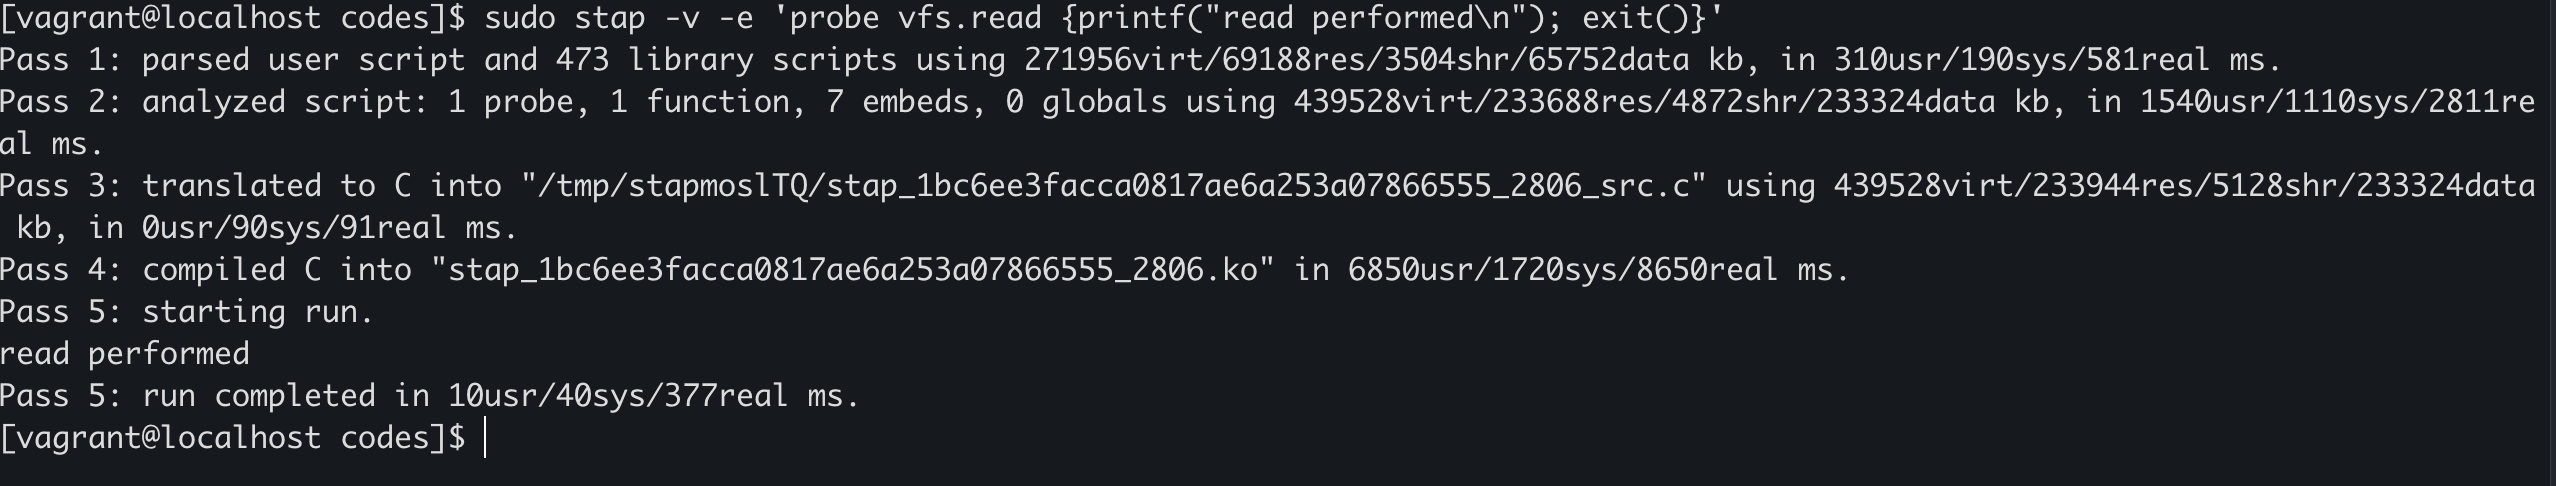 [vagrant@localhost codes]$ sudo stap -v -e 'probe vfs.read {printf("read performed\n"); exit()}'
Pass 1: parsed user script and 473 library scripts using 271956virt/69188res/3504shr/65752data kb, in 310usr/190sys/581real ms.
Pass 2: analyzed script: 1 probe, 1 function, 7 embeds, 0 globals using 439528virt/233688res/4872shr/233324data kb, in 1540usr/1110sys/2811re
al ms.
Pass 3: translated to C into "/tmp/stapmoslTQ/stap_1bc6ee3facca0817ae6a253a07866555_2806_src.c" using 439528virt/233944res/5128shr/233324data
 kb, in 0usr/90sys/91real ms.
Pass 4: compiled C into "stap_1bc6ee3facca0817ae6a253a07866555_2806.ko" in 6850usr/1720sys/8650real ms.
Pass 5: starting run.
read performed
Pass 5: run completed in 10usr/40sys/377real ms.
[vagrant@localhost codes]$